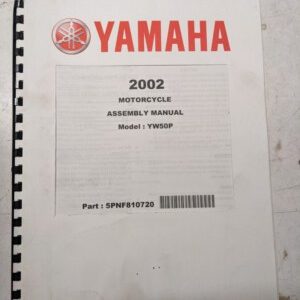 YAMAHA
2002
MOTORCYCLE
ASSEMBLY MANUAL
Model : YW50P
Part : 5PNF810720